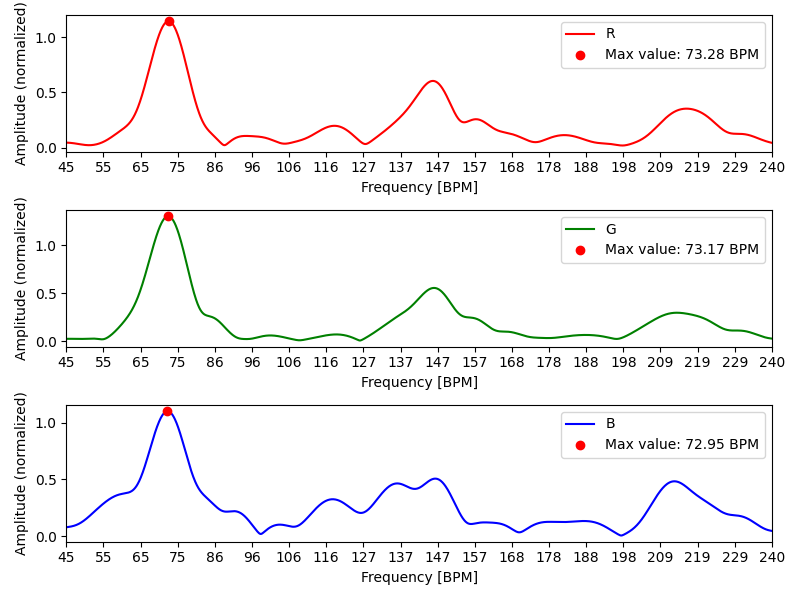 Amplitude (normalized)
1.0
0.5
0.0
R
Max value: 73.28 BPM
45 55 65 75 86 96 106 116 127 137 147 157 168 178 188 198 209 219 229 240
Frequency [BPM]
Amplitude (normalized)
1.0
0.5
0.0
G
Max value: 73.17 BPM
45 55 65 75 86 96 106 116 127 137 147 157 168 178 188 198 209 219 229 240
Frequency [BPM]
Amplitude (normalized)
1.0
0.5
0.0
B
Max value: 72.95 BPM
45 55 65 75 86 96 106 116 127 137 147 157 168 178 188 198 209 219 229 240
Frequency [BPM]